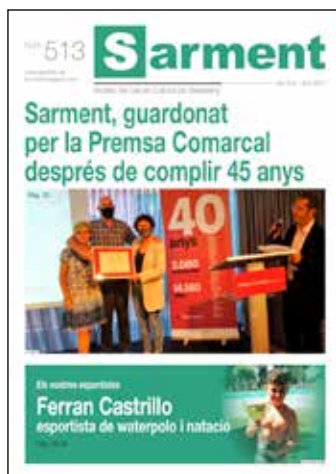 513
Sarment
Sarment, guardonat
per la Premsa Comarcal
després de complir 45 anys
40
anys
Els nostres esportistes
Ferran Castrillo
esportista de waterpolo i natació